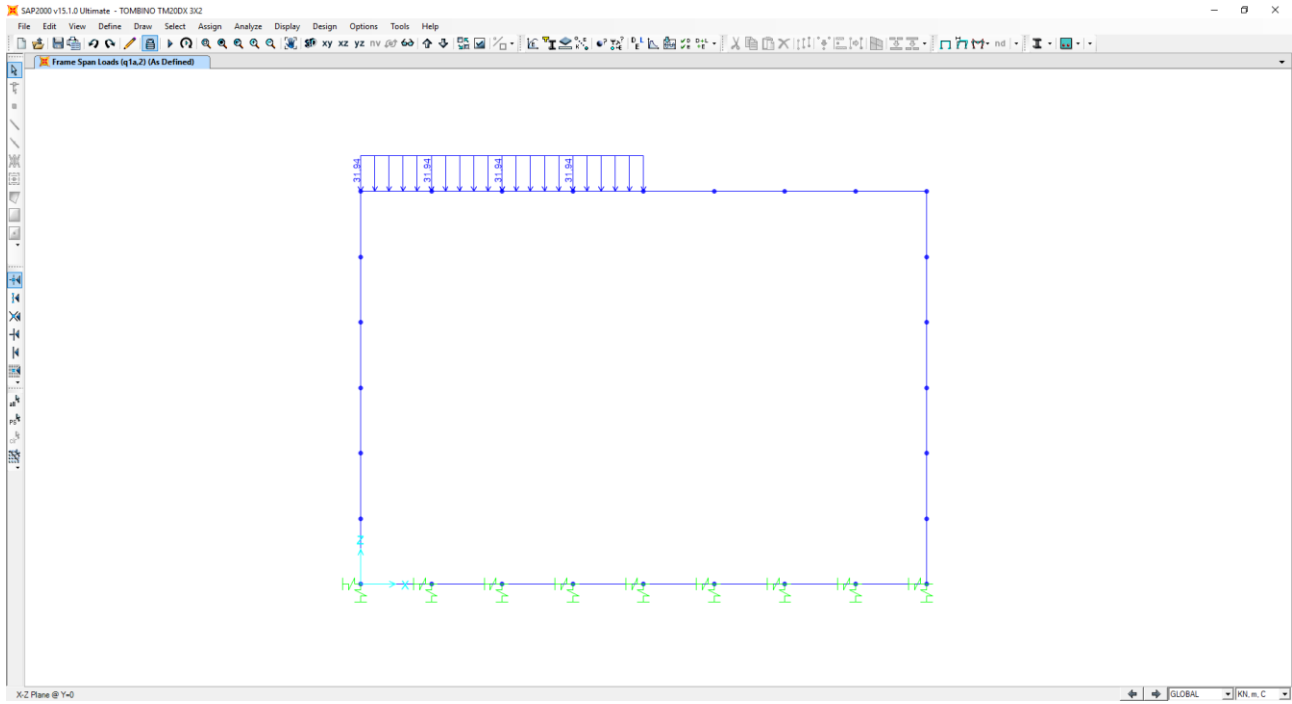 SAP2000 v15.1.0 Ultimate - TOMBINO TM20DX 3X2
File Edit View Define Draw Select Assign Analyze Display Design Options Tools Help
xy xz yz nv nd
Frame Span Loads (q1a,2) (As Defined)
31.94 31.94 31.94 31.94
Z
X
X-Z Plane @ Y=0
GLOBAL
KN, m, C